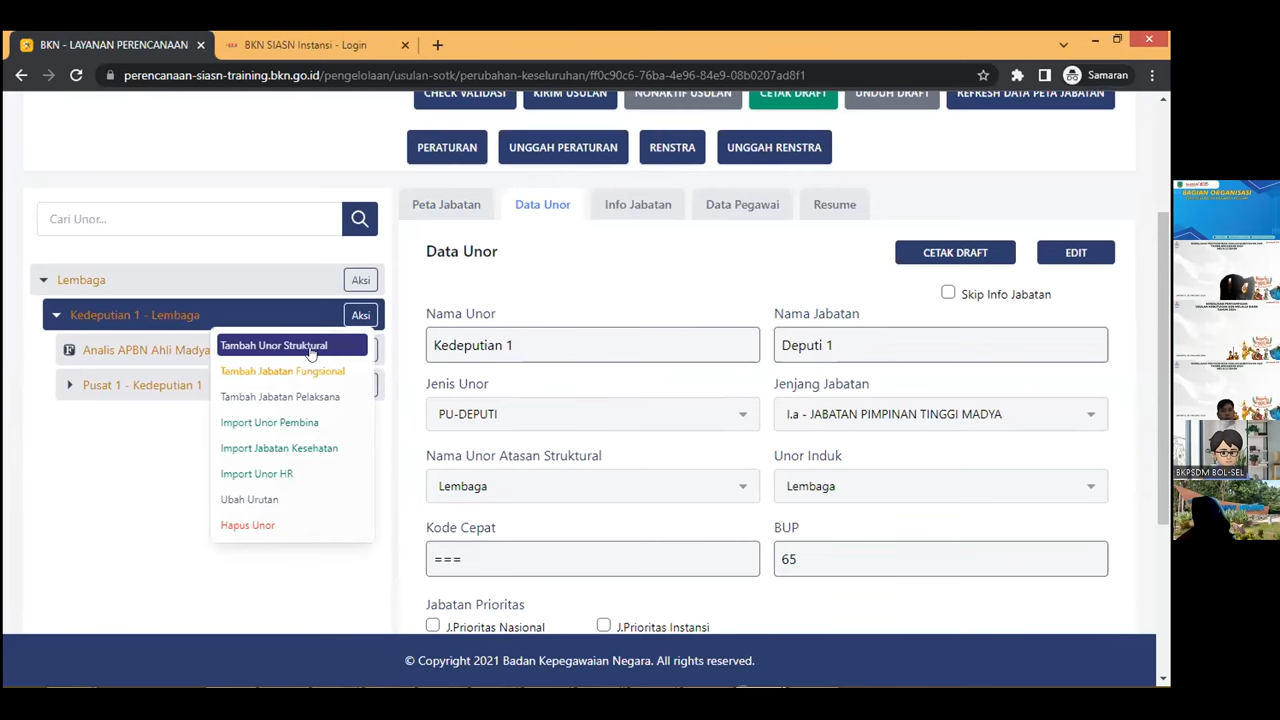 BKN - LAYANAN PERENCANAAN
BKN SIASN Instansi - Login
perencanaan-siasn-training.bkn.go.id/pengelolaan/usulan-sotk/perubahan-keseluruhan/ff0c90c6-76ba-4e96-84e9-08b0207ad8f1
Samaran
CHECK VALIDASI
KIRIM USULAN
NONAKTIF USULAN
CETAK DRAFT
UNDUH DRAFT
REFRESH DATA PETA JABATAN
PERATURAN
UNGGAH PERATURAN
RENSTRA
UNGGAH RENSTRA
Cari Unor...
Peta Jabatan
Data Unor
Info Jabatan
Data Pegawai
Resume
Lembaga
Aksi
Kedeputian 1 - Lembaga
Aksi
Analis APBN Ahli Madya
Pusat 1 - Kedeputian 1
Tambah Unor Struktural
Tambah Jabatan Fungsional
Tambah Jabatan Pelaksana
Import Unor Pembina
Import Jabatan Kesehatan
Import Unor HR
Ubah Urutan
Hapus Unor
Data Unor
CETAK DRAFT
EDIT
Skip Info Jabatan
Nama Unor
Nama Jabatan
Kedeputian 1
Deputi 1
Jenis Unor
Jenjang Jabatan
PU-DEPUTI
I.a - JABATAN PIMPINAN TINGGI MADYA
Nama Unor Atasan Struktural
Unor Induk
Lembaga
Lembaga
Kode Cepat
BUP
===
65
Jabatan Prioritas
J.Prioritas Nasional
J.Prioritas Instansi
© Copyright 2021 Badan Kepegawaian Negara. All rights reserved.
BAGIAN ORGANISASI
BKPSDM BOL-SEL